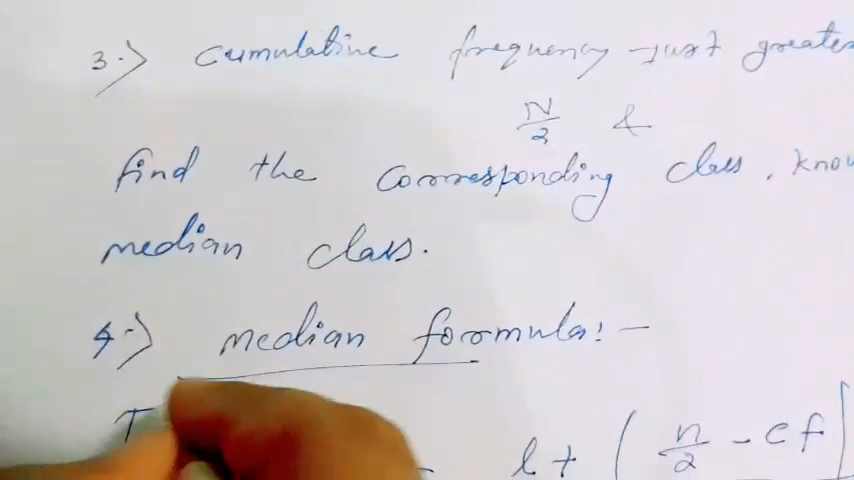 3.) Cumulative frequency just greater
N/2 &
find the corresponding class, know
median class.
4.) median formula:-
l + ( n/2 - cf )